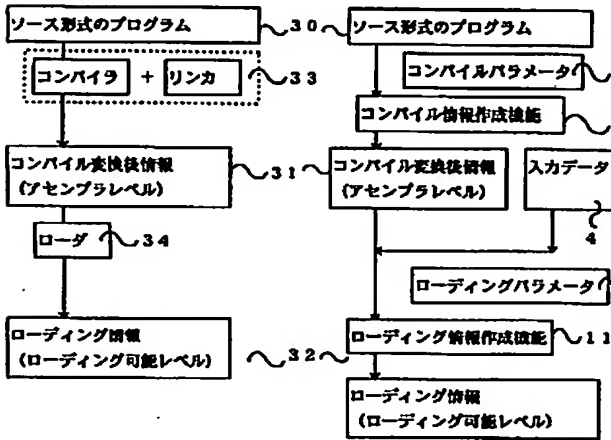 ソース形式のプログラム
30
ソース形式のプログラム
コンパイラ + リンカ
33
コンパイルパラメータ
コンパイル情報作成機能
コンパイル変換後情報
(アセンブラレベル)
31
コンパイル変換後情報
(アセンブラレベル)
入力データ
ローダ
34
4
ローディングパラメータ
ローディング情報
(ローディング可能レベル)
32
ローディング情報作成機能
11
ローディング情報
(ローディング可能レベル)